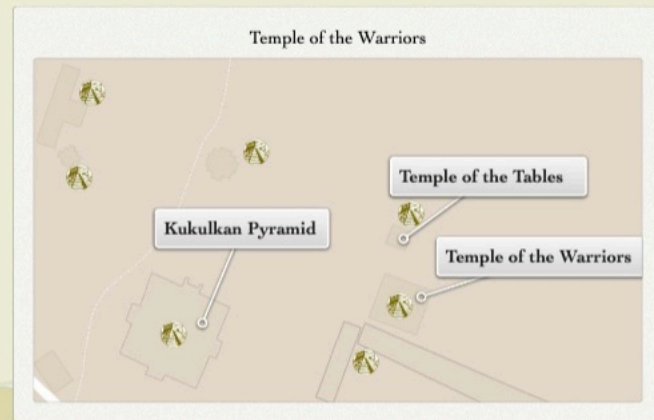 Temple of the Warriors
Temple of the Tables
Kukulkan Pyramid
Temple of the Warriors